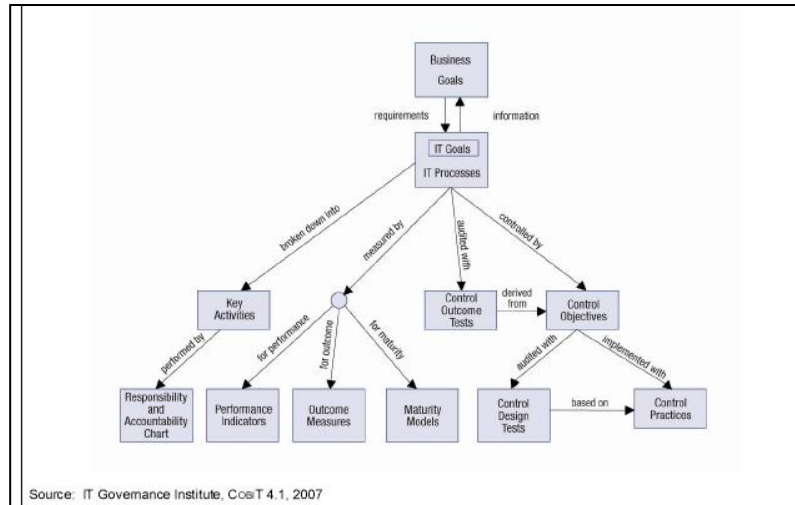 Business
Goals
requirements
information
IT Goals
IT Processes
broken down into
measured by
audited with
controlled by
Key
Activities
Control
Outcome
Tests
derived
from
Control
Objectives
performed by
for performance
for outcome
for maturity
audited with
implemented with
Responsibility
and
Accountability
Chart
Performance
Indicators
Outcome
Measures
Maturity
Models
Control
Design
Tests
based on
Control
Practices
Source: IT Governance Institute, COBIT 4.1, 2007